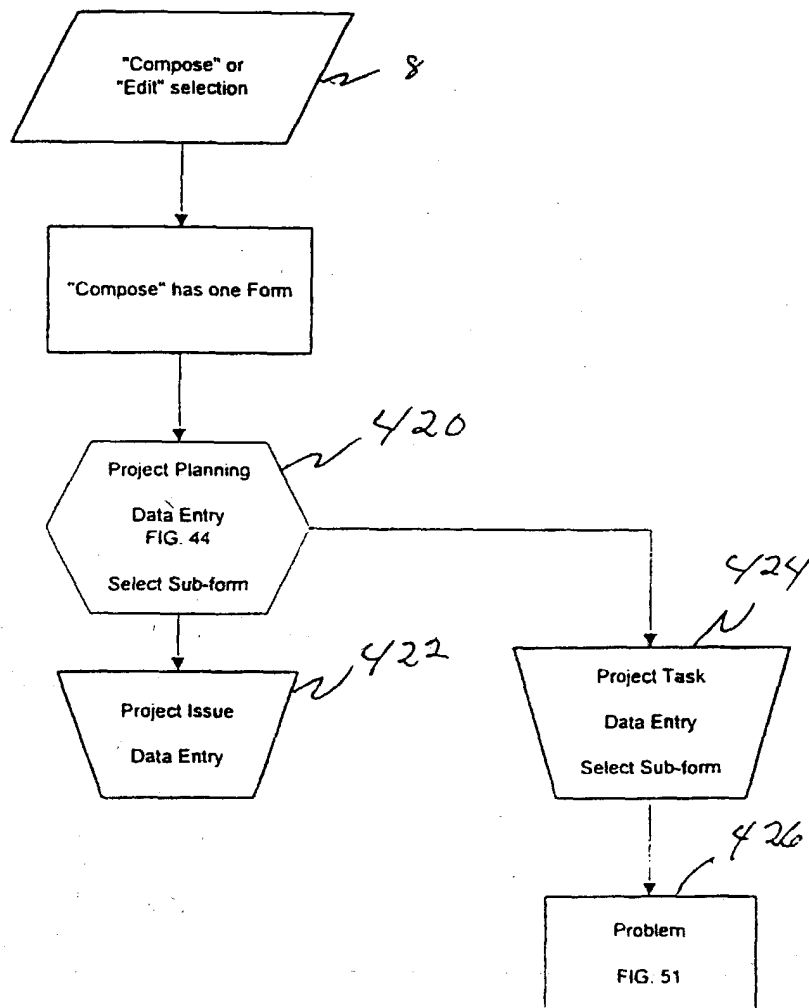 "Compose" or
"Edit" selection
8
"Compose" has one Form
420
Project Planning
Data Entry
FIG. 44
Select Sub-form
424
422
Project Issue
Data Entry
Project Task
Data Entry
Select Sub-form
426
Problem
FIG. 51